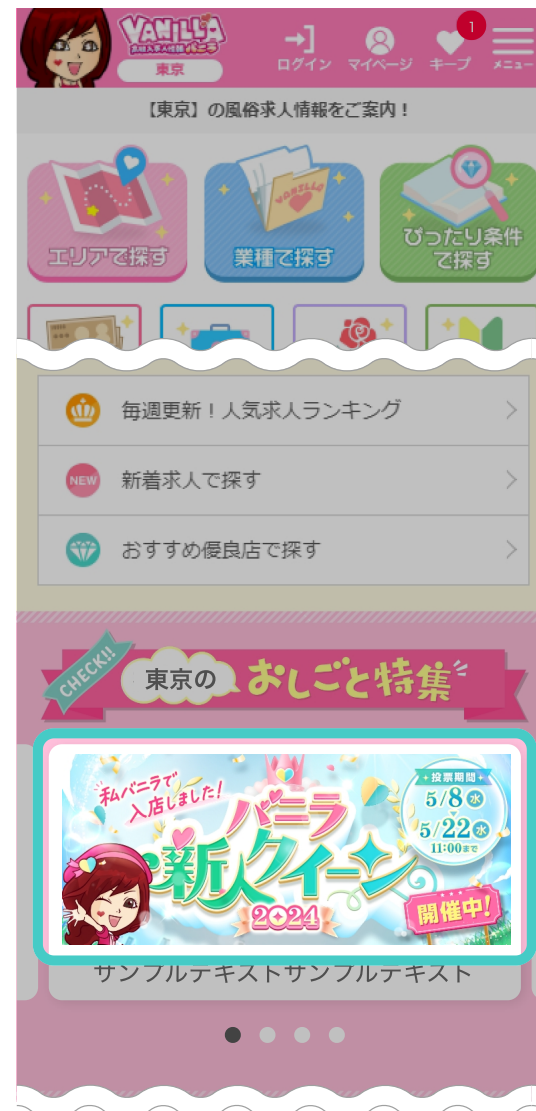 VANILLA
高収入求人情報 バニラ
東京
ログイン
マイページ
1
キープ
メニュー
【東京】の風俗求人情報をご案内！
エリアで探す
VANILLA
業種で探す
ぴったり条件
で探す
毎週更新！人気求人ランキング
NEW
新着求人で探す
おすすめ優良店で探す
CHECK!!
東京の
おしごと特集
私バニラで
入店しました!
バニラ
新人クイーン
2024
投票期間
5/8水
5/22水
11:00まで
開催中!
サンプルテキストサンプルテキスト